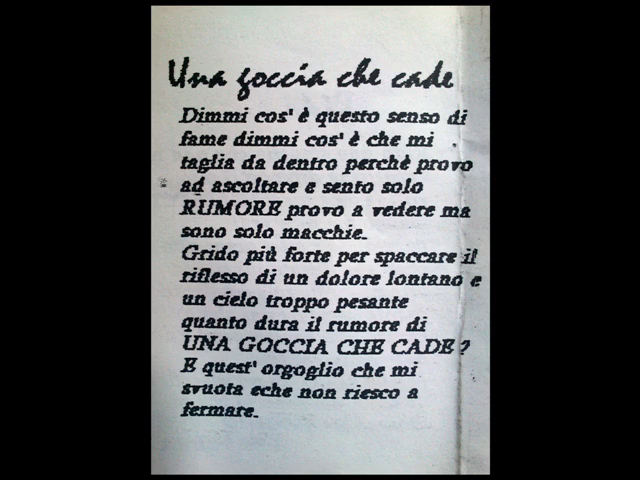 Una goccia che cade
Dimmi cos' è questo senso di
fame dimmi cos' è che mi
taglia da dentro perchè provo
ad ascoltare e sento solo
RUMORE provo a vedere ma
sono solo macchie.
Grido più forte per spaccare il
riflesso di un dolore lontano e
un cielo troppo pesante
quanto dura il rumore di
UNA GOCCIA CHE CADE ?
E quest' orgoglio che mi
svuota eche non riesco a
fermare.